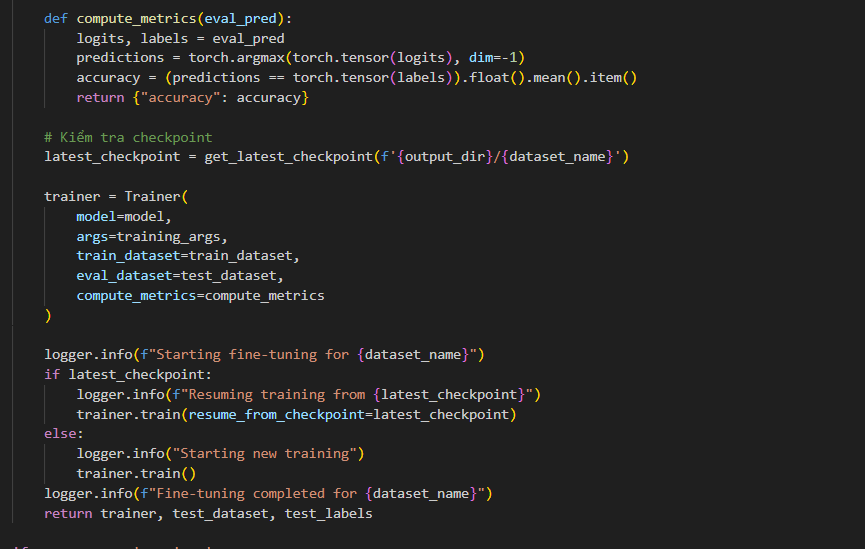 def compute_metrics(eval_pred):
    logits, labels = eval_pred
    predictions = torch.argmax(torch.tensor(logits), dim=-1)
    accuracy = (predictions == torch.tensor(labels)).float().mean().item()
    return {"accuracy": accuracy}

# Kiểm tra checkpoint
latest_checkpoint = get_latest_checkpoint(f'{output_dir}/{dataset_name}')

trainer = Trainer(
    model=model,
    args=training_args,
    train_dataset=train_dataset,
    eval_dataset=test_dataset,
    compute_metrics=compute_metrics
)

logger.info(f"Starting fine-tuning for {dataset_name}")
if latest_checkpoint:
    logger.info(f"Resuming training from {latest_checkpoint}")
    trainer.train(resume_from_checkpoint=latest_checkpoint)
else:
    logger.info("Starting new training")
    trainer.train()
logger.info(f"Fine-tuning completed for {dataset_name}")
return trainer, test_dataset, test_labels